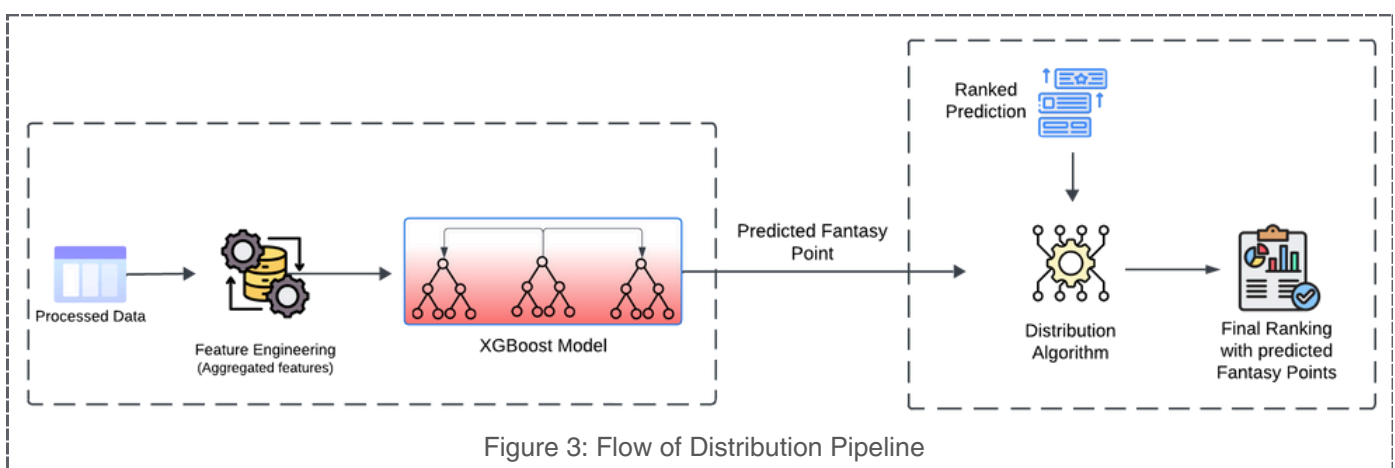 Processed Data
Feature Engineering
(Aggregated features)
XGBoost Model
Predicted Fantasy
Point
Ranked
Prediction
Distribution
Algorithm
Final Ranking
with predicted
Fantasy Points
Figure 3: Flow of Distribution Pipeline